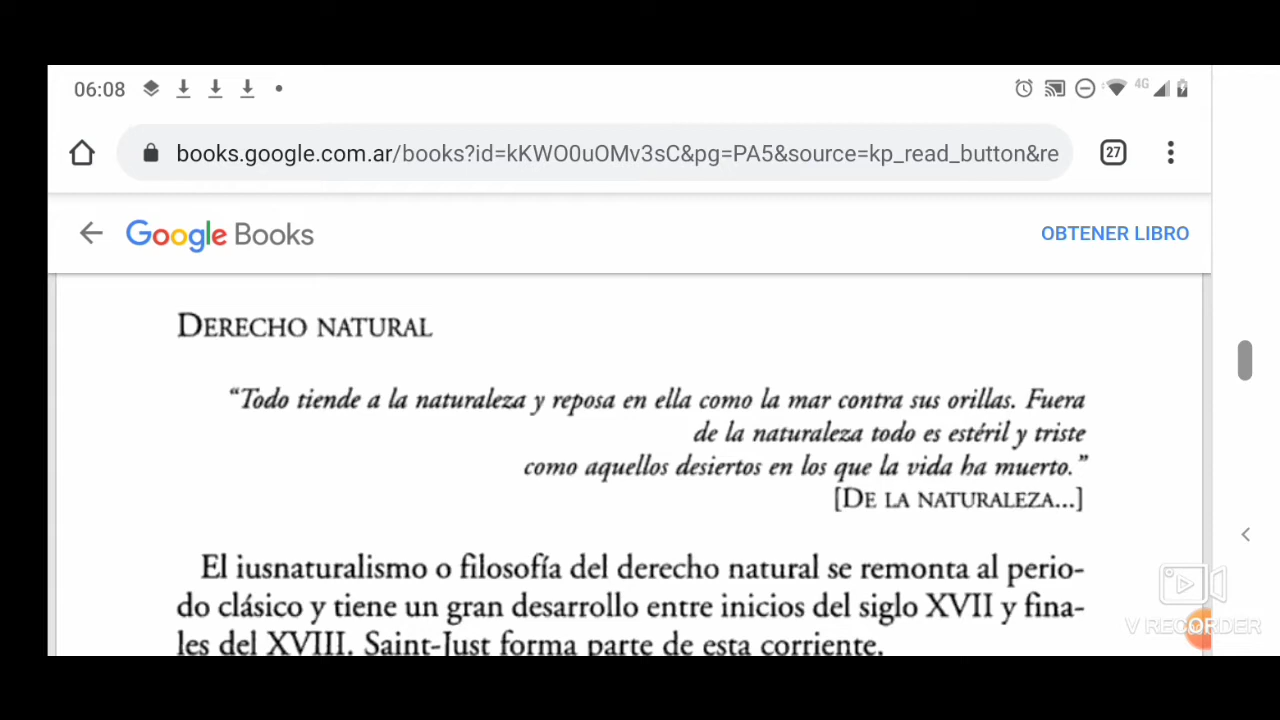 06:08
4G
books.google.com.ar/books?id=kKWO0uOMv3sC&pg=PA5&source=kp_read_button&re
27
Google Books
OBTENER LIBRO
DERECHO NATURAL
“Todo tiende a la naturaleza y reposa en ella como la mar contra sus orillas. Fuera
de la naturaleza todo es estéril y triste
como aquellos desiertos en los que la vida ha muerto.”
[DE LA NATURALEZA...]
El iusnaturalismo o filosofía del derecho natural se remonta al perio-
do clásico y tiene un gran desarrollo entre inicios del siglo XVII y fina-
les del XVIII. Saint-Just forma parte de esta corriente.
V RECORDER